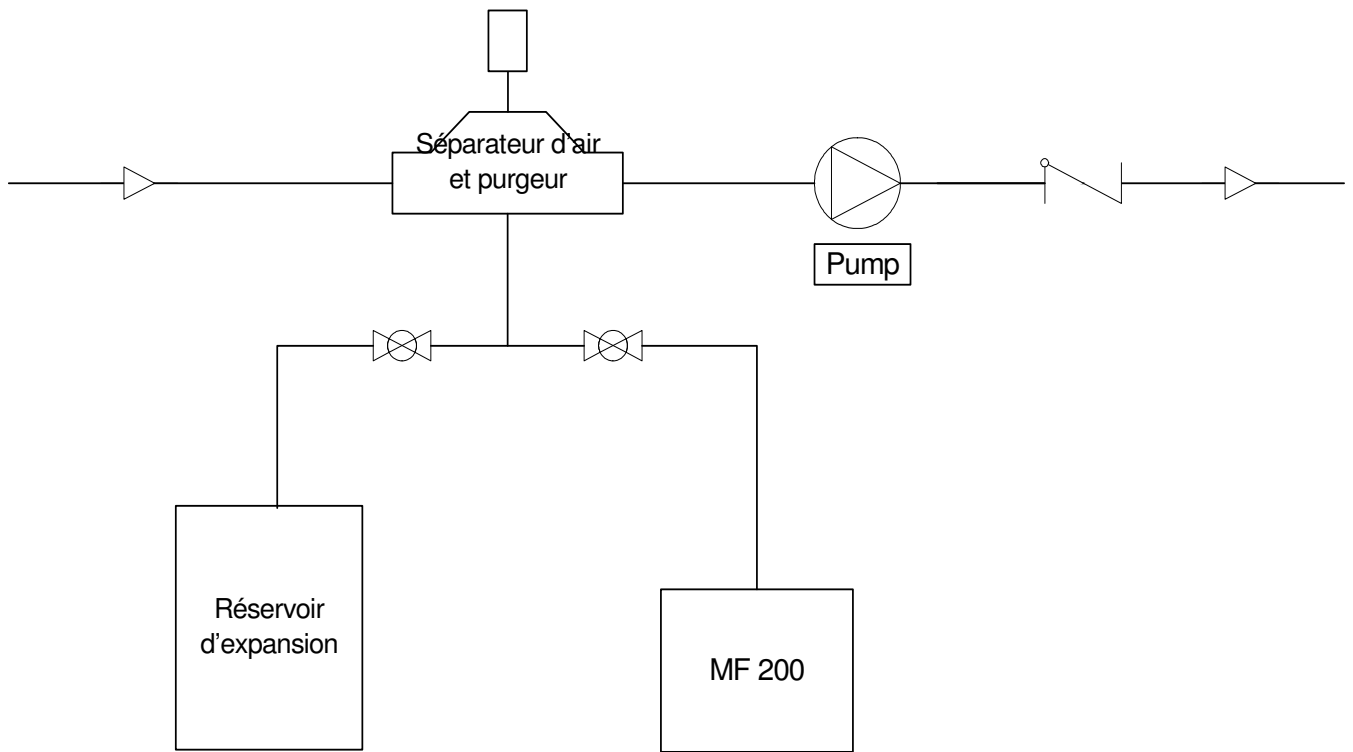 Séparateur d'air
et purgeur
Pump
Réservoir
d'expansion
MF 200